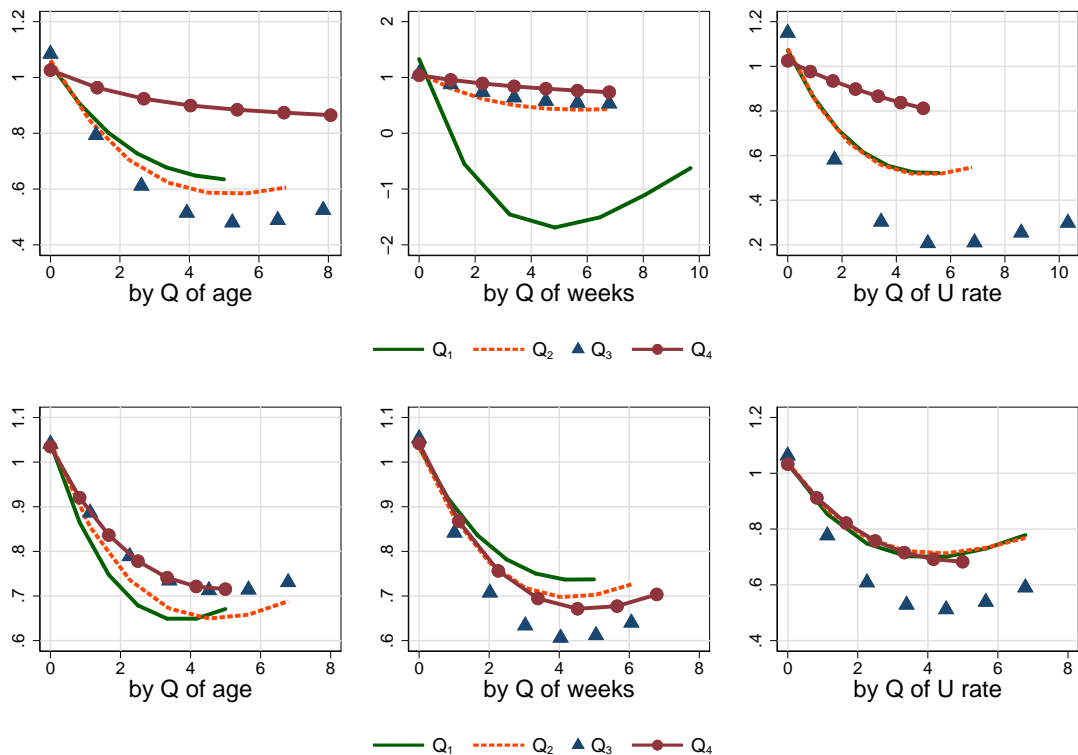 1.2
1
.8
.6
.4
0 2 4 6 8
by Q of age
2
1
0
−1
−2
0 2 4 6 8 10
by Q of weeks
1.2
1
.8
.6
.4
.2
0 2 4 6 8 10
by Q of U rate
Q₁ Q₂ Q₃ Q₄
1.1
1
.9
.8
.7
.6
0 2 4 6 8
by Q of age
1.1
1
.9
.8
.7
.6
0 2 4 6 8
by Q of weeks
1.2
1
.8
.6
.4
0 2 4 6 8
by Q of U rate
Q₁ Q₂ Q₃ Q₄